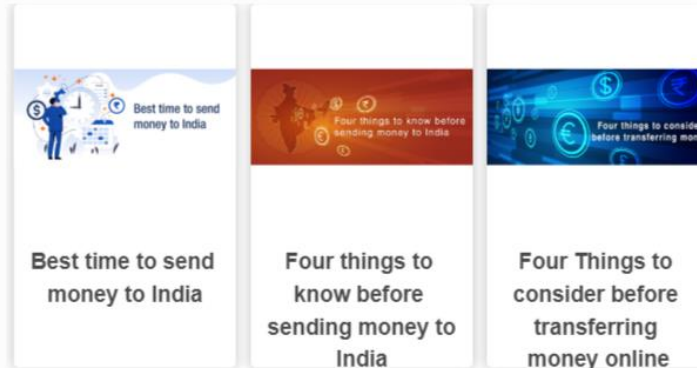 Best time to send
money to India
Four things to know before
sending money to India
Four things to conside
before transferring mon
Best time to send
money to India
Four things to
know before
sending money to
India
Four Things to
consider before
transferring
money online